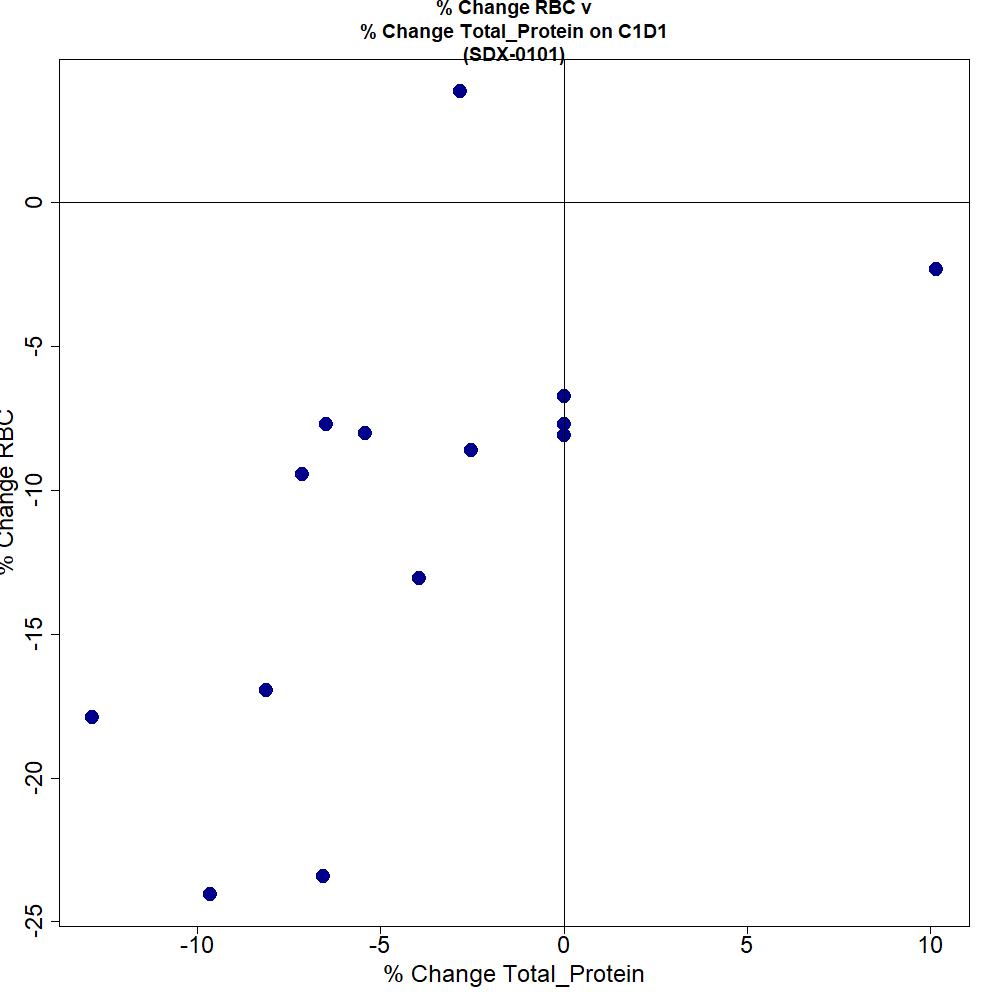 % Change RBC v
% Change Total_Protein on C1D1
(SDX-0101)
% Change RBC
0
-5
-10
-15
-20
-25
-10
-5
0
5
10
% Change Total_Protein